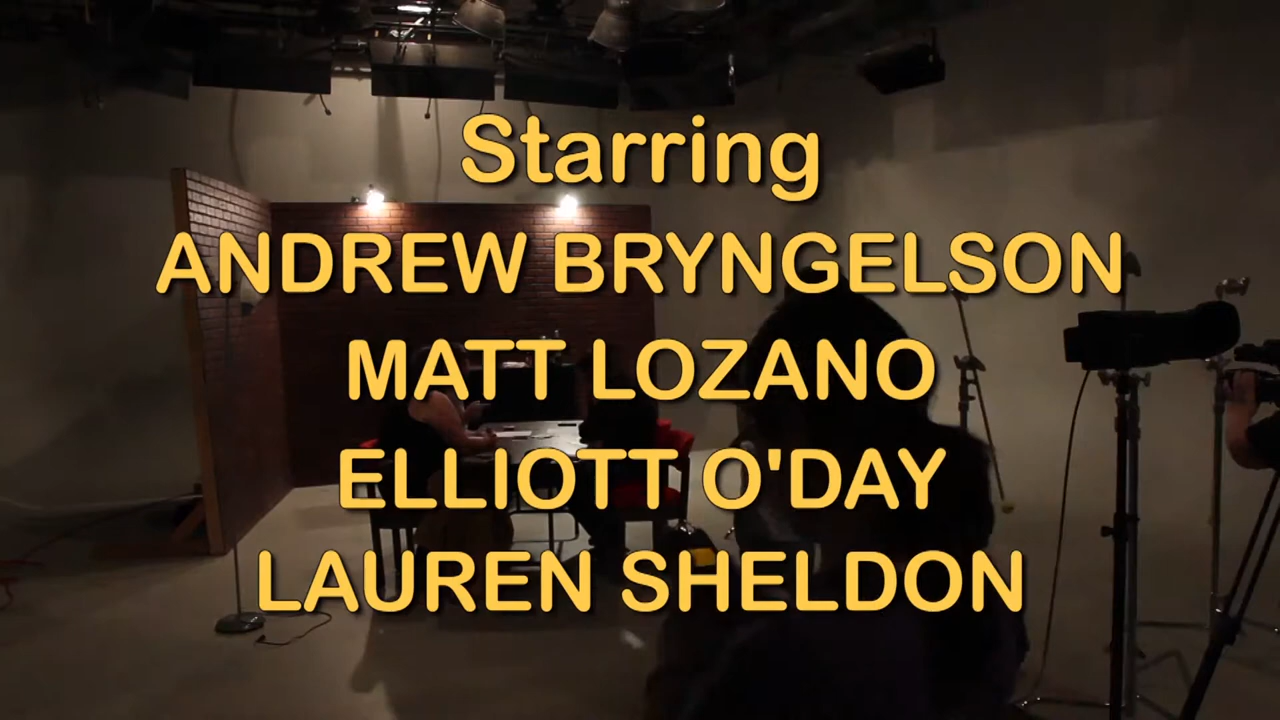 Starring
ANDREW BRYNGELSON
MATT LOZANO
ELLIOTT O'DAY
LAUREN SHELDON